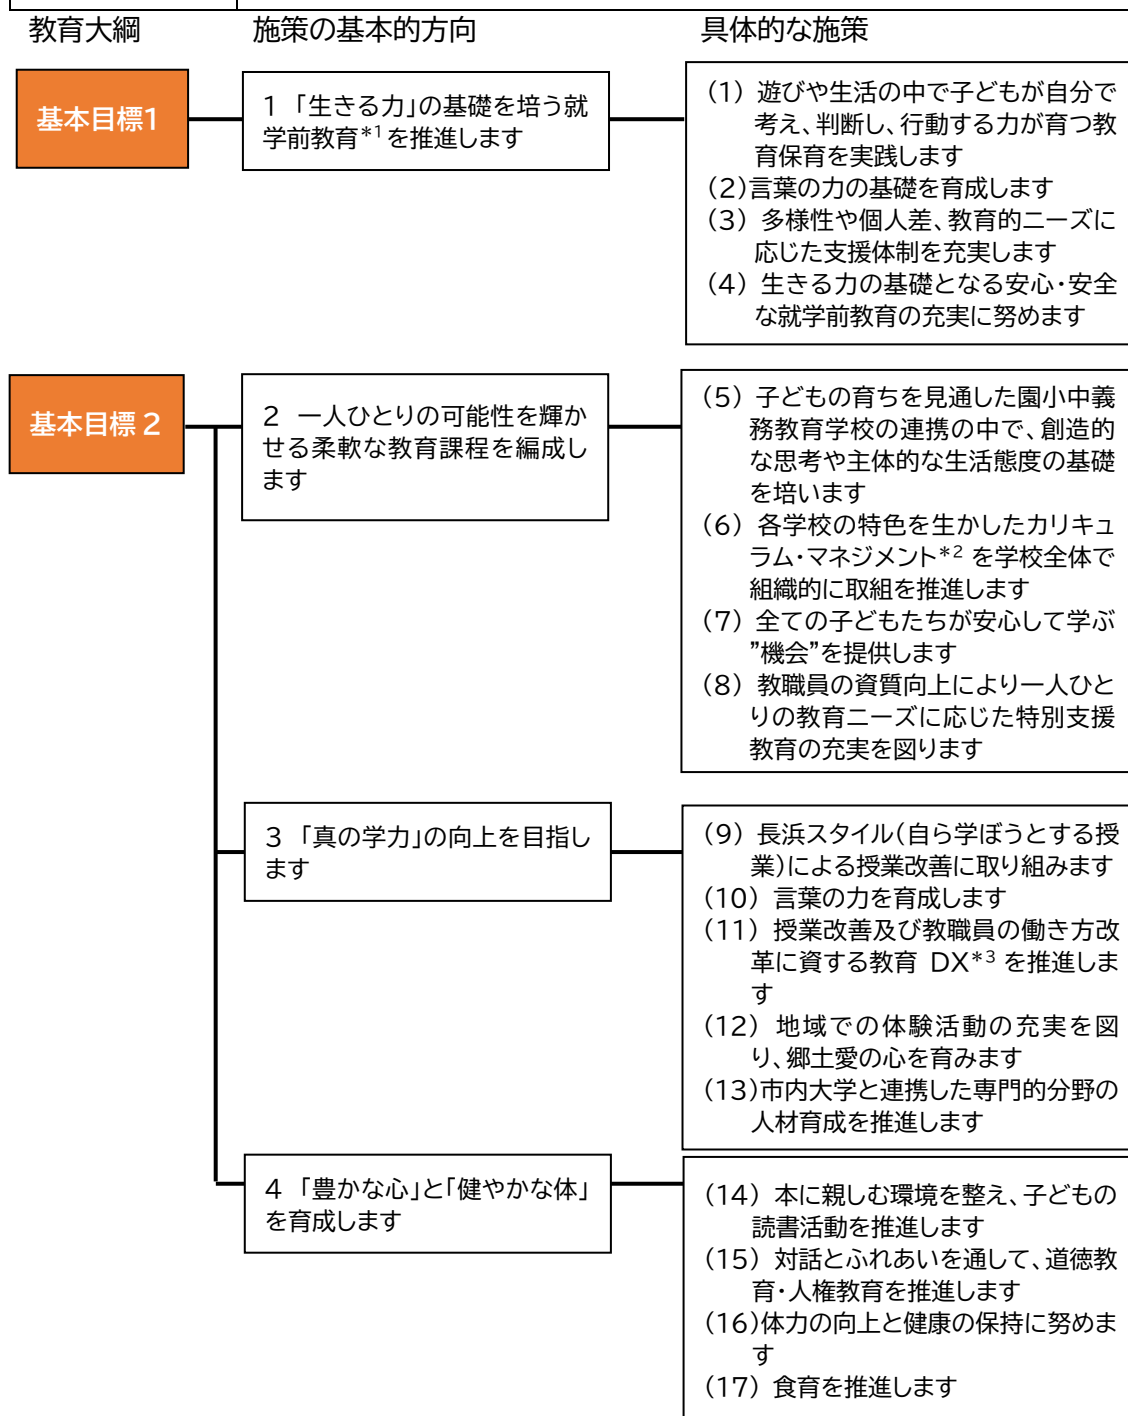 教育大綱 施策の基本的方向 具体的な施策
基本目標1
1 「生きる力」の基礎を培う就
学前教育*1を推進します
(1) 遊びや生活の中で子どもが自分で
考え、判断し、行動する力が育つ教
育保育を実践します
(2)言葉の力の基礎を育成します
(3) 多様性や個人差、教育的ニーズに
応じた支援体制を充実します
(4) 生きる力の基礎となる安心・安全
な就学前教育の充実に努めます
基本目標 2
2 一人ひとりの可能性を輝か
せる柔軟な教育課程を編成し
ます
(5) 子どもの育ちを見通した園小中義
務教育学校の連携の中で、創造的
な思考や主体的な生活態度の基礎
を培います
(6) 各学校の特色を生かしたカリキュ
ラム・マネジメント*2 を学校全体で
組織的に取組を推進します
(7) 全ての子どもたちが安心して学ぶ
”機会”を提供します
(8) 教職員の資質向上により一人ひと
りの教育ニーズに応じた特別支援
教育の充実を図ります
3 「真の学力」の向上を目指し
ます
(9) 長浜スタイル(自ら学ぼうとする授
業)による授業改善に取り組みます
(10) 言葉の力を育成します
(11) 授業改善及び教職員の働き方改
革に資する教育 DX*3 を推進しま
す
(12) 地域での体験活動の充実を図
り、郷土愛の心を育みます
(13)市内大学と連携した専門的分野の
人材育成を推進します
4 「豊かな心」と「健やかな体」
を育成します
(14) 本に親しむ環境を整え、子どもの
読書活動を推進します
(15) 対話とふれあいを通して、道徳教
育・人権教育を推進します
(16)体力の向上と健康の保持に努めま
す
(17) 食育を推進します